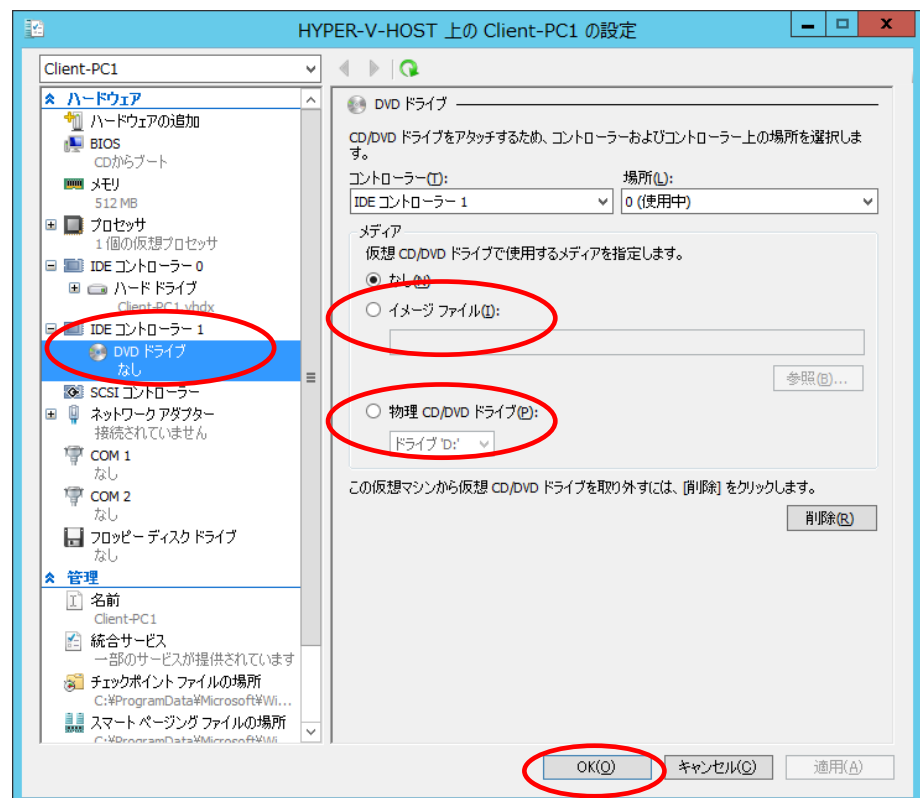 HYPER-V-HOST 上の Client-PC1 の設定
Client-PC1
ハードウェア
ハードウェアの追加
BIOS
CDからブート
メモリ
512 MB
プロセッサ
1 個の仮想プロセッサ
IDE コントローラー 0
ハード ドライブ
Client-PC1.vhdx
IDE コントローラー 1
DVD ドライブ
なし
SCSI コントローラー
ネットワーク アダプター
接続されていません
COM 1
なし
COM 2
なし
フロッピー ディスク ドライブ
なし
管理
名前
Client-PC1
統合サービス
一部のサービスが提供されています
チェックポイント ファイルの場所
C:¥ProgramData¥Microsoft¥Wi...
スマート ページング ファイルの場所
C:¥ProgramData¥Microsoft¥Wi
DVD ドライブ
CD/DVD ドライブをアタッチするため、コントローラーおよびコントローラー上の場所を選択しま
す。
コントローラー(T): 場所(L):
IDE コントローラー 1 0 (使用中)
メディア
仮想 CD/DVD ドライブで使用するメディアを指定します。
なし(N)
イメージ ファイル(I):
参照(B)...
物理 CD/DVD ドライブ(P):
ドライブ 'D:'
この仮想マシンから仮想 CD/DVD ドライブを取り外すには、[削除] をクリックします。
削除(R)
OK(O) キャンセル(C) 適用(A)